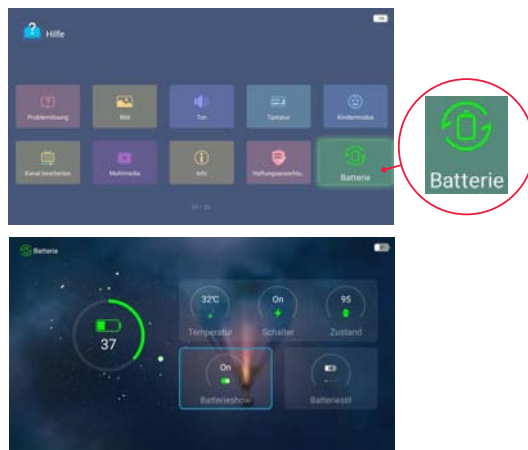 Hilfe
Problemlösung
Bild
Ton
Tastatur
Kindermodus
Kanal bearbeiten
Multimedia
Info
Haftungsausschlu..
Batterie
Batterie
Batterie
37
32℃
Temperatur
On
Schalter
95
Zustand
On
Batterieshow
Batteriestil